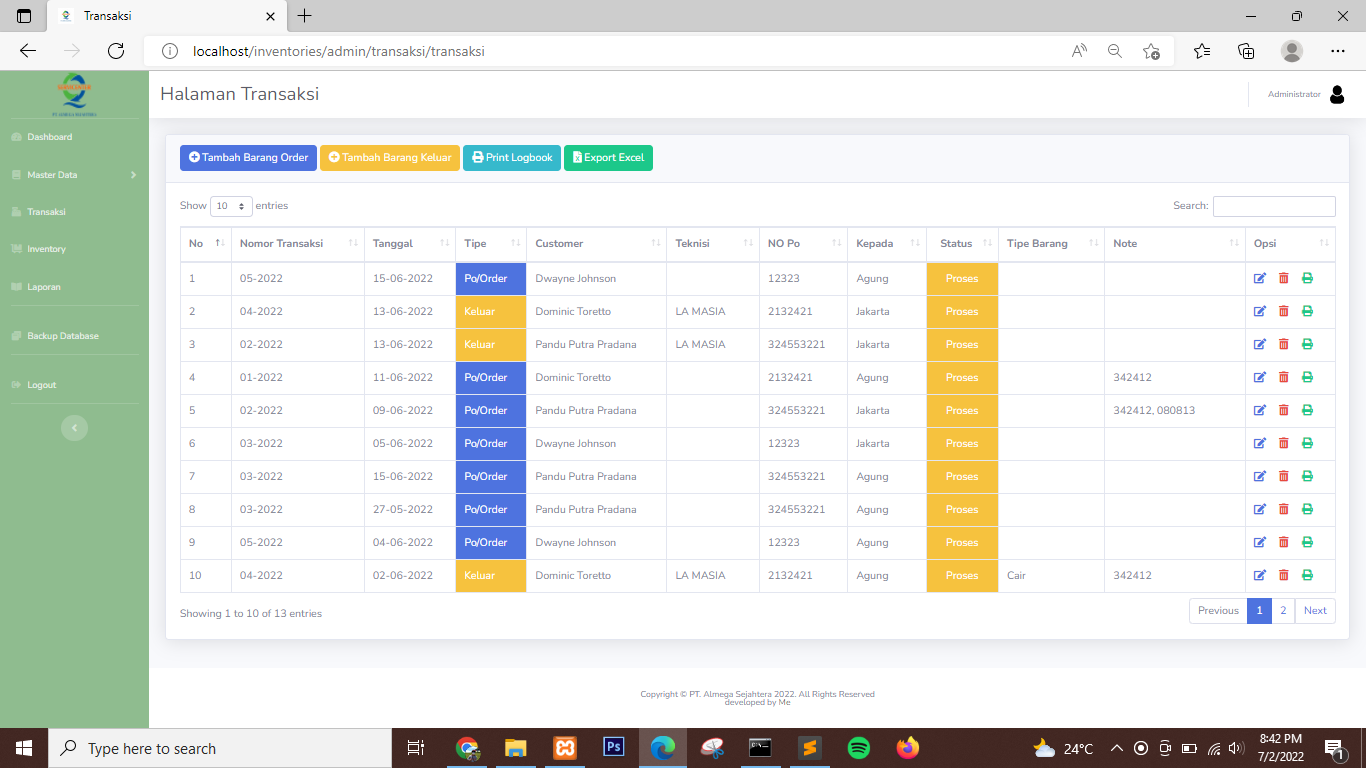 Transaksi
localhost/inventories/admin/transaksi/transaksi
PT. ALMEGA SEJAHTERA
Halaman Transaksi
Administrator
Dashboard
Master Data
Transaksi
Inventory
Laporan
Backup Database
Logout
Tambah Barang Order Tambah Barang Keluar Print Logbook Export Excel
Show 10 entries Search:
No Nomor Transaksi Tanggal Tipe Customer Teknisi NO Po Kepada Status Tipe Barang Note Opsi
1 05-2022 15-06-2022 Po/Order Dwayne Johnson 12323 Agung Proses
2 04-2022 13-06-2022 Keluar Dominic Toretto LA MASIA 2132421 Jakarta Proses
3 02-2022 13-06-2022 Keluar Pandu Putra Pradana LA MASIA 324553221 Jakarta Proses
4 01-2022 11-06-2022 Po/Order Dominic Toretto 2132421 Agung Proses 342412
5 02-2022 09-06-2022 Po/Order Pandu Putra Pradana 324553221 Jakarta Proses 342412, 080813
6 03-2022 05-06-2022 Po/Order Dwayne Johnson 12323 Jakarta Proses
7 03-2022 15-06-2022 Po/Order Pandu Putra Pradana 324553221 Agung Proses
8 03-2022 27-05-2022 Po/Order Pandu Putra Pradana 324553221 Agung Proses
9 05-2022 04-06-2022 Po/Order Dwayne Johnson 12323 Agung Proses
10 04-2022 02-06-2022 Keluar Dominic Toretto LA MASIA 2132421 Agung Proses Cair 342412
Showing 1 to 10 of 13 entries Previous 1 2 Next
Copyright © PT. Almega Sejahtera 2022. All Rights Reserved
developed by Me
Type here to search
Ps
24°C
8:42 PM
7/2/2022
1